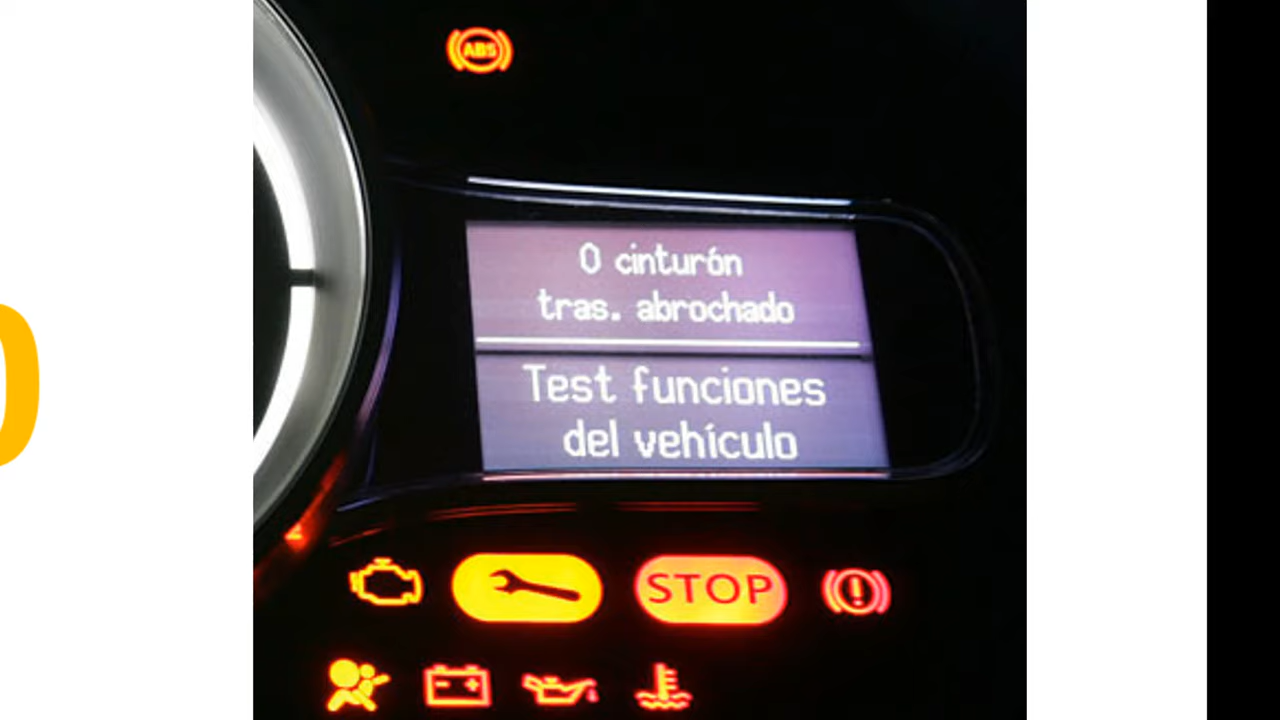 ABS
0 cinturón
tras. abrochado
Test funciones
del vehículo
STOP